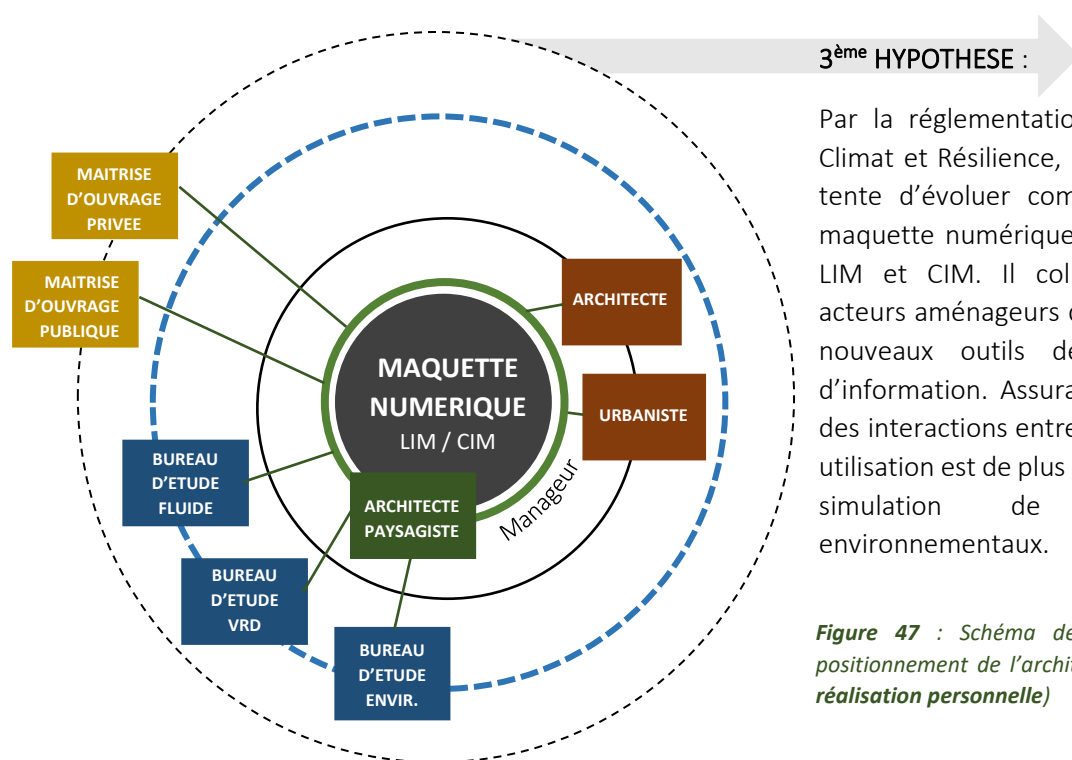 MAITRISE
D’OUVRAGE
PRIVEE
MAITRISE
D’OUVRAGE
PUBLIQUE
ARCHITECTE
URBANISTE
MAQUETTE
NUMERIQUE
LIM / CIM
Manageur
BUREAU
D’ETUDE
FLUIDE
ARCHITECTE
PAYSAGISTE
BUREAU
D’ETUDE
VRD
BUREAU
D’ETUDE
ENVIR.
3ème HYPOTHESE :
Par la réglementatio
Climat et Résilience,
tente d’évoluer com
maquette numérique
LIM et CIM. Il col
acteurs aménageurs
nouveaux outils de
d’information. Assura
des interactions entre
utilisation est de plus
simulation de
environnementaux.
Figure 47 : Schéma de
positionnement de l’archit
réalisation personnelle)